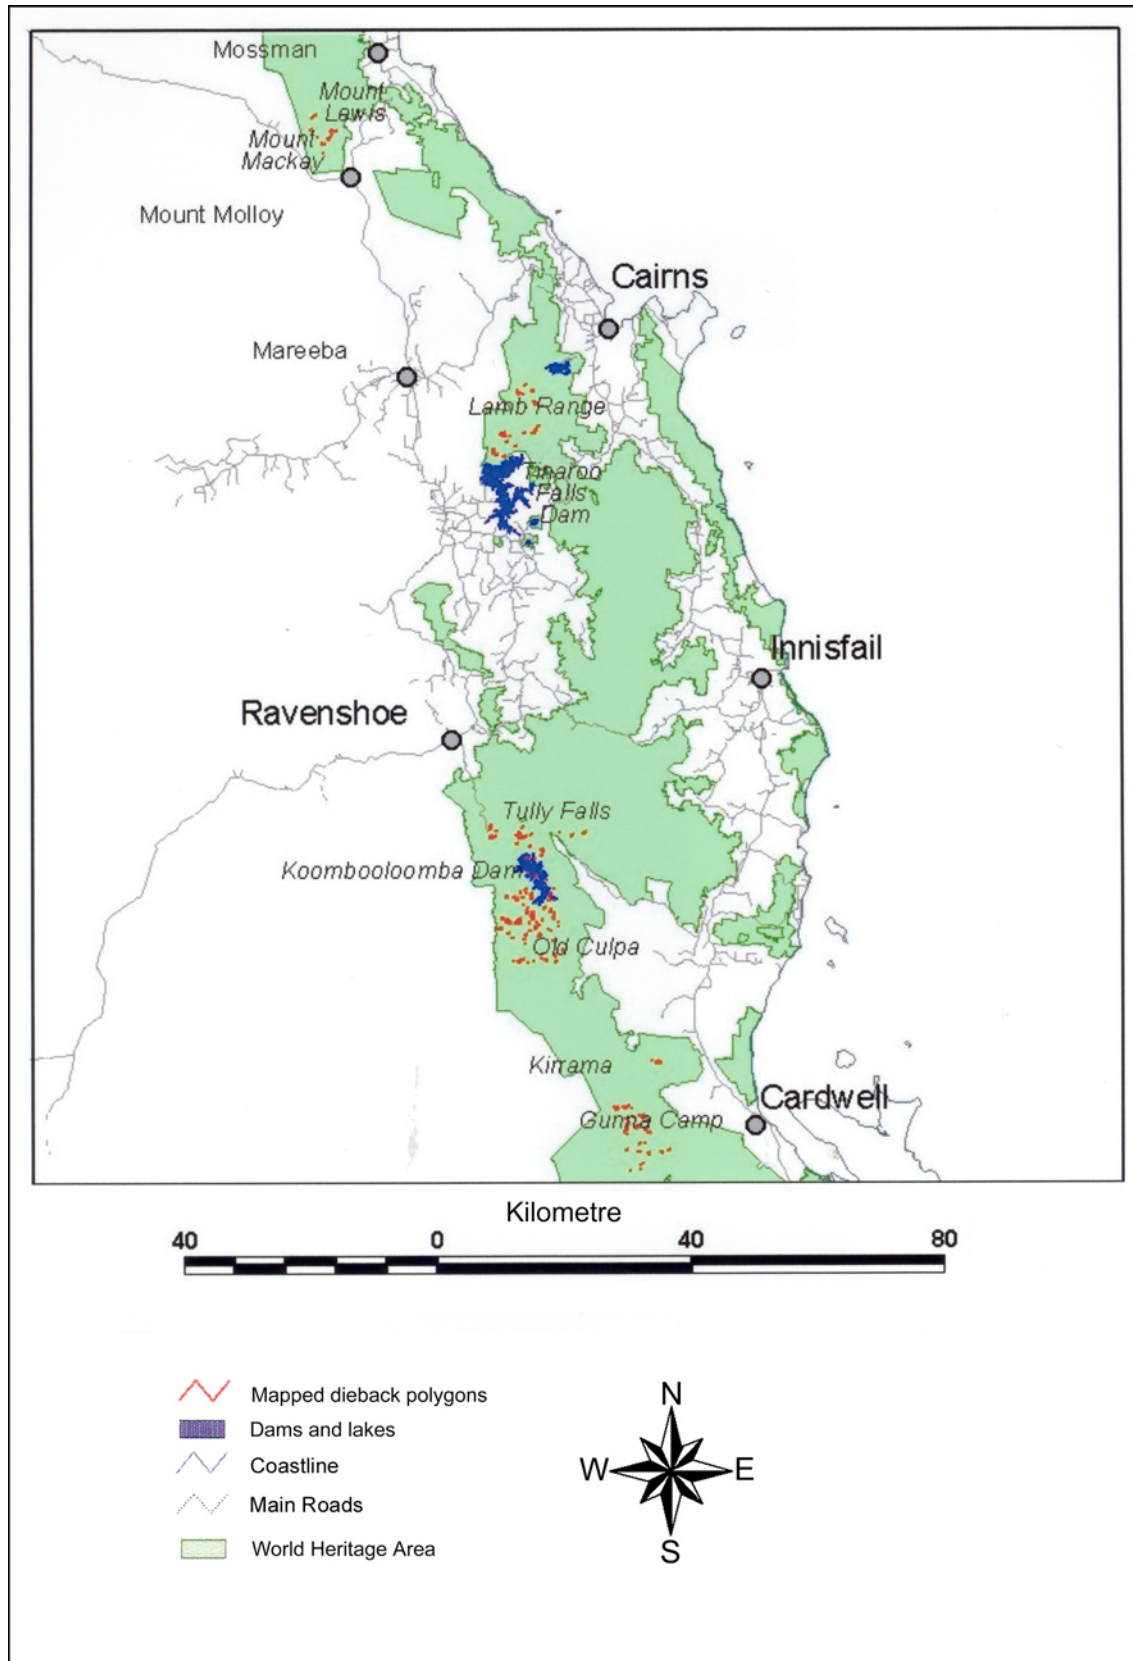 Mossman
Mount
Lewis
Mount
Mackay
Mount Molloy
Cairns
Mareeba
Lamb Range
Tinaroo
Falls
Dam
Innisfail
Ravenshoe
Tully Falls
Koombooloomba Dam
Old Culpa
Kirrama
Cardwell
Gunna Camp
Kilometre
40 0 40 80
Mapped dieback polygons
Dams and lakes
Coastline
Main Roads
World Heritage Area
N
W E
S